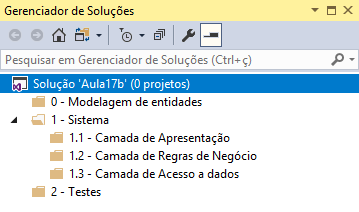 Gerenciador de Soluções
Pesquisar em Gerenciador de Soluções (Ctrl+ç)
Solução 'Aula17b' (0 projetos)
0 - Modelagem de entidades
1 - Sistema
1.1 - Camada de Apresentação
1.2 - Camada de Regras de Negócio
1.3 - Camada de Acesso a dados
2 - Testes